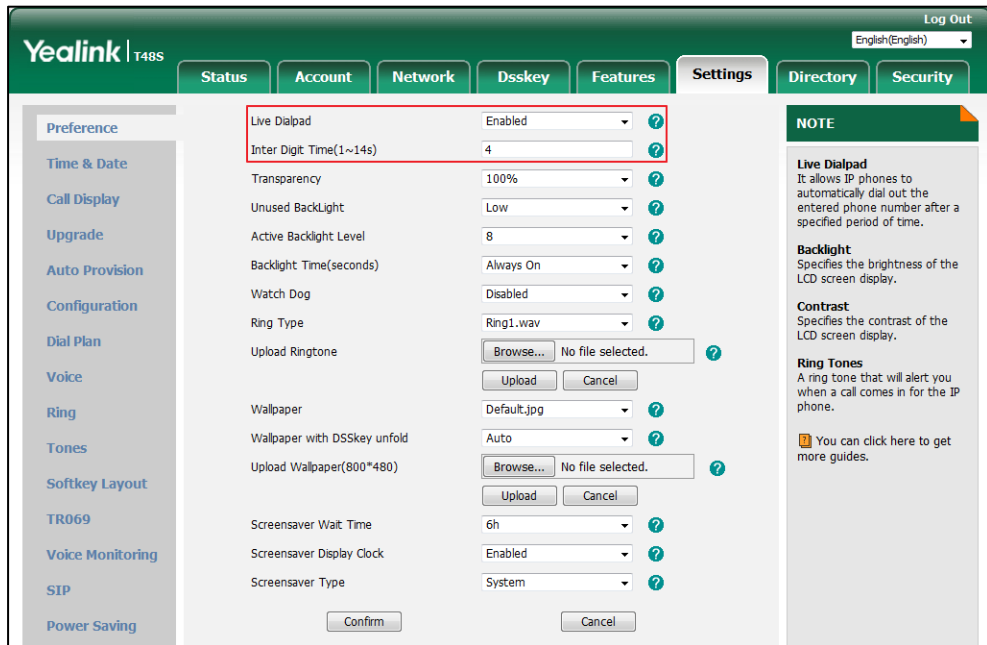 Log Out
English(English)
Yealink T48S
Status Account Network Dsskey Features Settings Directory Security
Preference
Time & Date
Call Display
Upgrade
Auto Provision
Configuration
Dial Plan
Voice
Ring
Tones
Softkey Layout
TR069
Voice Monitoring
SIP
Power Saving
Live Dialpad Enabled ?
Inter Digit Time(1~14s) 4 ?
Transparency 100% ?
Unused BackLight Low ?
Active Backlight Level 8 ?
Backlight Time(seconds) Always On ?
Watch Dog Disabled ?
Ring Type Ring1.wav ?
Upload Ringtone Browse... No file selected. ?
Upload Cancel
Wallpaper Default.jpg ?
Wallpaper with DSSkey unfold Auto ?
Upload Wallpaper(800*480) Browse... No file selected. ?
Upload Cancel
Screensaver Wait Time 6h ?
Screensaver Display Clock Enabled ?
Screensaver Type System ?
Confirm Cancel
NOTE
Live Dialpad
It allows IP phones to
automatically dial out the
entered phone number after a
specified period of time.
Backlight
Specifies the brightness of the
LCD screen display.
Contrast
Specifies the contrast of the
LCD screen display.
Ring Tones
A ring tone that will alert you
when a call comes in for the IP
phone.
? You can click here to get
more guides.